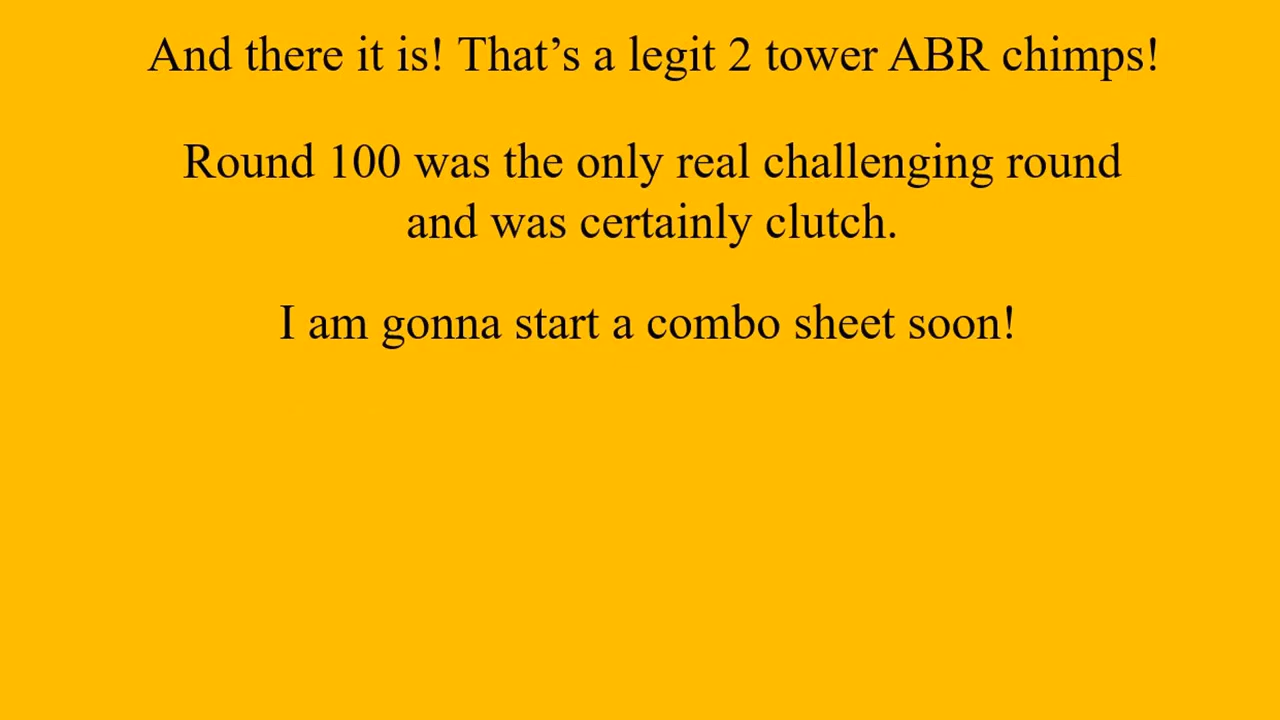 And there it is! That’s a legit 2 tower ABR chimps!
Round 100 was the only real challenging round
and was certainly clutch.
I am gonna start a combo sheet soon!